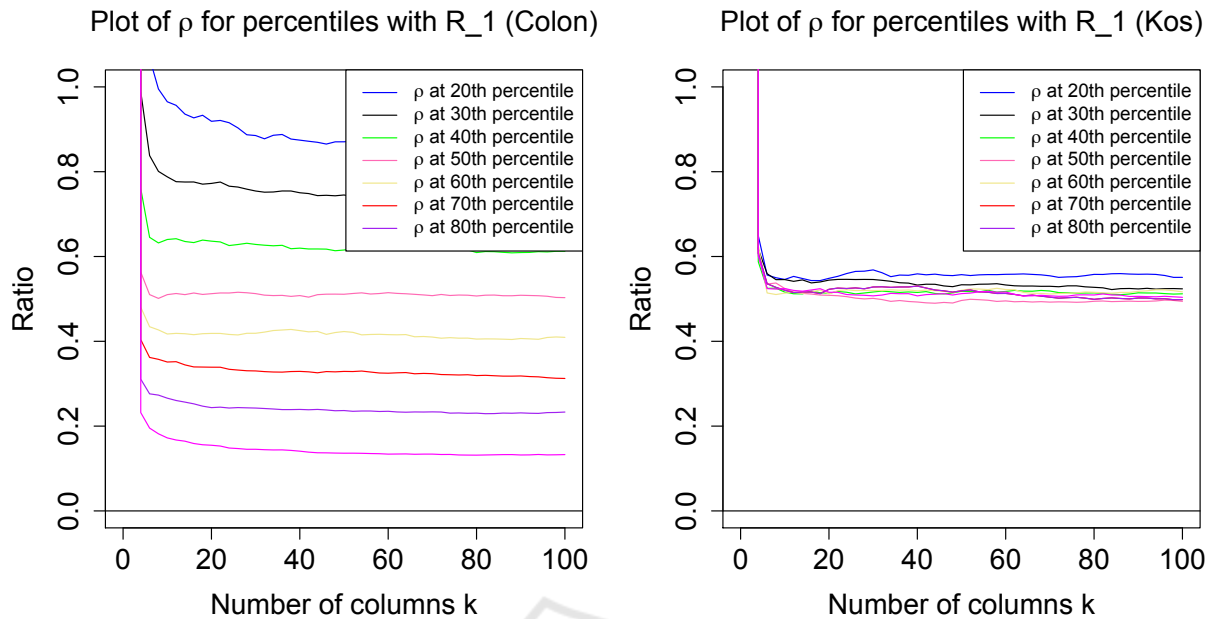 Plot of ρ for percentiles with R_1 (Colon)
Ratio
1.0
0.8
0.6
0.4
0.2
0.0
ρ at 20th percentile
ρ at 30th percentile
ρ at 40th percentile
ρ at 50th percentile
ρ at 60th percentile
ρ at 70th percentile
ρ at 80th percentile
0 20 40 60 80 100
Number of columns k
Plot of ρ for percentiles with R_1 (Kos)
Ratio
1.0
0.8
0.6
0.4
0.2
0.0
ρ at 20th percentile
ρ at 30th percentile
ρ at 40th percentile
ρ at 50th percentile
ρ at 60th percentile
ρ at 70th percentile
ρ at 80th percentile
0 20 40 60 80 100
Number of columns k